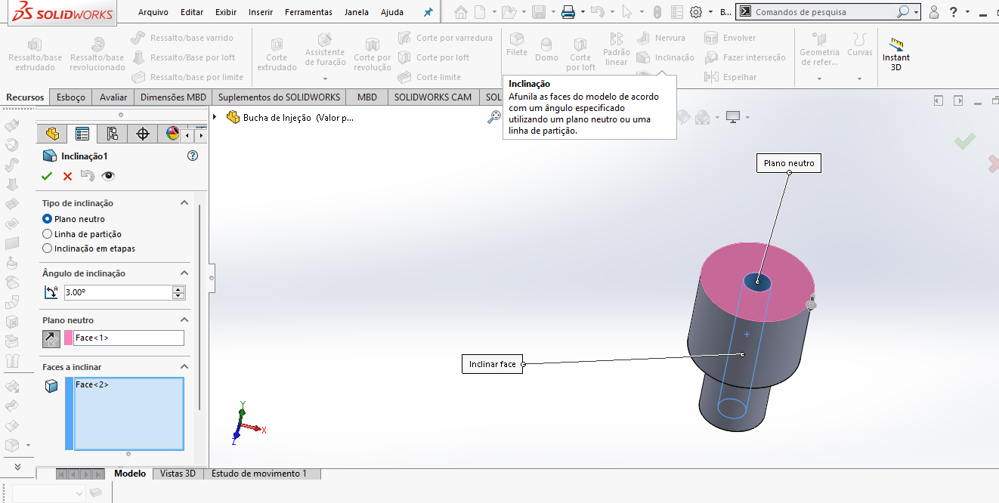 SOLIDWORKS
Arquivo Editar Exibir Inserir Ferramentas Janela Ajuda
B...
Comandos de pesquisa
?
Ressalto/base extrudado
Ressalto/base revolucionado
Ressalto/base varrido
Ressalto/Base por loft
Ressalto/base por limite
Corte extrudado
Assistente de furação
Corte por revolução
Corte por varredura
Corte por loft
Corte limite
Filete
Domo
Corte por loft
Padrão linear
Nervura
Inclinação
Envolver
Fazer interseção
Espelhar
Geometria de refer...
Curvas
Instant 3D
Recursos Esboço Avaliar Dimensões MBD Suplementos do SOLIDWORKS MBD SOLIDWORKS CAM SOL
Inclinação
Afunila as faces do modelo de acordo
com um ângulo especificado
utilizando um plano neutro ou uma
linha de partição.
Bucha de Injeção (Valor p...
Inclinação1
?
Tipo de inclinação
Plano neutro
Linha de partição
Inclinação em etapas
Ângulo de inclinação
3.00º
Plano neutro
Face<1>
Faces a inclinar
Face<2>
Plano neutro
Inclinar face
Y
X
Z
Modelo Vistas 3D Estudo de movimento 1